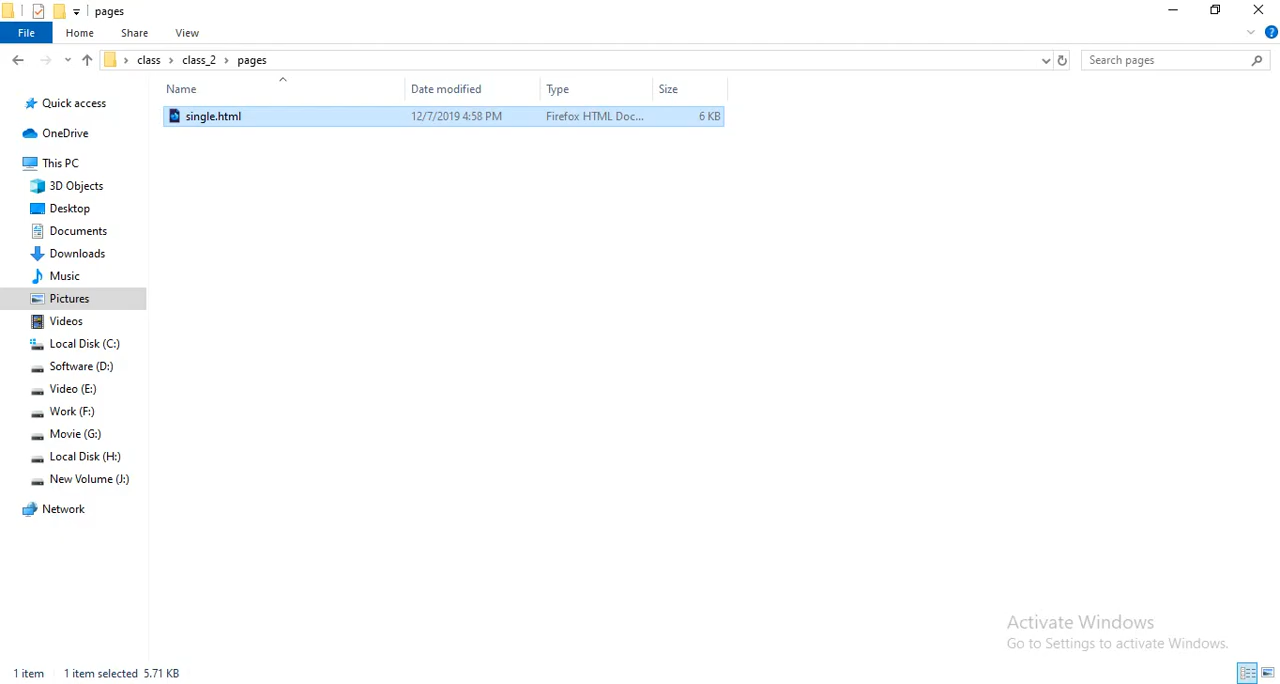 pages
File Home Share View
class class_2 pages Search pages
Name Date modified Type Size
single.html 12/7/2019 4:58 PM Firefox HTML Doc... 6 KB
Quick access
OneDrive
This PC
3D Objects
Desktop
Documents
Downloads
Music
Pictures
Videos
Local Disk (C:)
Software (D:)
Video (E:)
Work (F:)
Movie (G:)
Local Disk (H:)
New Volume (J:)
Network
Activate Windows
Go to Settings to activate Windows.
1 item 1 item selected 5.71 KB